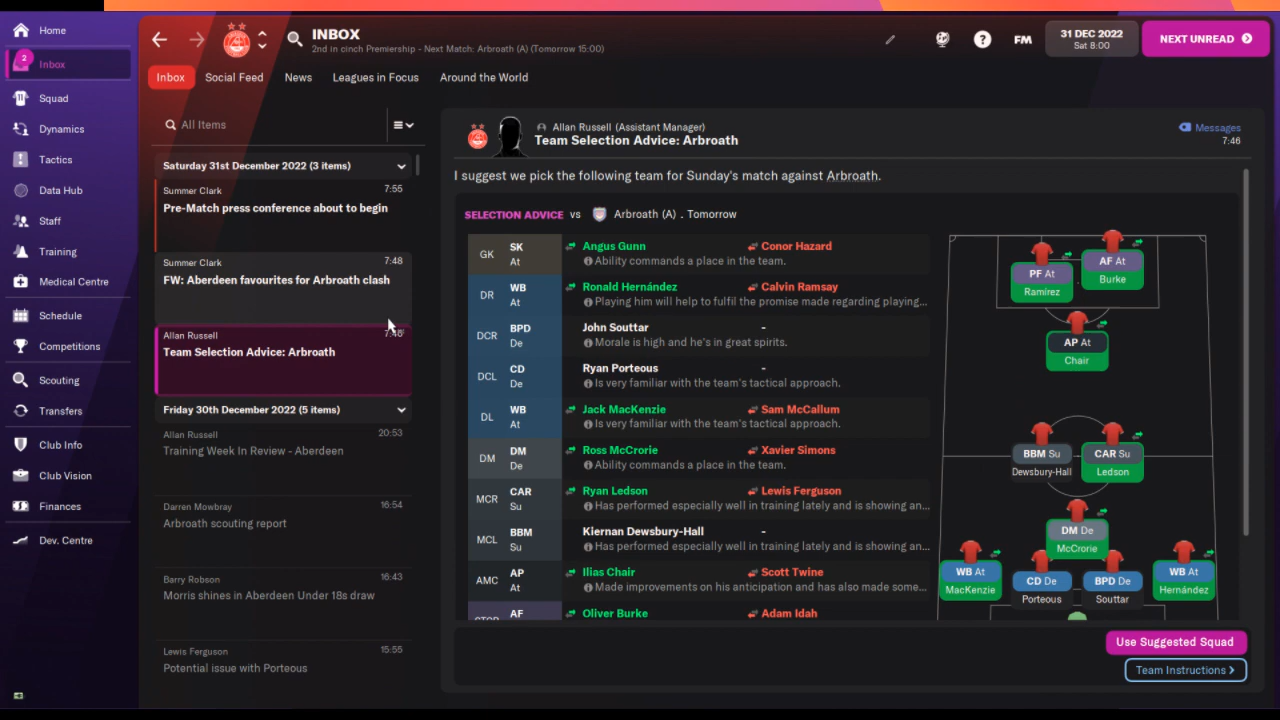 Home
Inbox
2
Squad
Dynamics
Tactics
Data Hub
Staff
Training
Medical Centre
Schedule
Competitions
Scouting
Transfers
Club Info
Club Vision
Finances
Dev. Centre
INBOX
2nd in cinch Premiership - Next Match: Arbroath (A) (Tomorrow 15:00)
FM
31 DEC 2022
Sat 8:00
NEXT UNREAD
Inbox
Social Feed
News
Leagues in Focus
Around the World
All Items
Saturday 31st December 2022 (3 items)
Summer Clark 7:55
Pre-Match press conference about to begin
Summer Clark 7:48
FW: Aberdeen favourites for Arbroath clash
Allan Russell 7:46
Team Selection Advice: Arbroath
Friday 30th December 2022 (5 items)
Allan Russell 20:53
Training Week In Review - Aberdeen
Darren Mowbray 16:54
Arbroath scouting report
Barry Robson 16:43
Morris shines in Aberdeen Under 18s draw
Lewis Ferguson 15:55
Potential issue with Porteous
Allan Russell (Assistant Manager)
Team Selection Advice: Arbroath
Messages
7:46
I suggest we pick the following team for Sunday's match against Arbroath.
SELECTION ADVICE vs Arbroath (A) . Tomorrow
GK SK At Angus Gunn Conor Hazard
Ability commands a place in the team.
DR WB At Ronald Hernández Calvin Ramsay
Playing him will help to fulfil the promise made regarding playing...
DCR BPD De John Souttar -
Morale is high and he's in great spirits.
DCL CD De Ryan Porteous -
Is very familiar with the team's tactical approach.
DL WB At Jack MacKenzie Sam McCallum
Is very familiar with the team's tactical approach.
DM DM De Ross McCrorie Xavier Simons
Ability commands a place in the team.
MCR CAR Su Ryan Ledson Lewis Ferguson
Has performed especially well in training lately and is showing an...
MCL BBM Su Kiernan Dewsbury-Hall -
Has performed especially well in training lately and is showing an...
AMC AP At Ilias Chair Scott Twine
Made improvements on his anticipation and has also made some...
AF Oliver Burke Adam Idah
PF At
Ramírez
AF At
Burke
AP At
Chair
BBM Su
Dewsbury-Hall
CAR Su
Ledson
DM De
McCrorie
WB At
MacKenzie
CD De
Porteous
BPD De
Souttar
WB At
Hernández
Use Suggested Squad
Team Instructions >